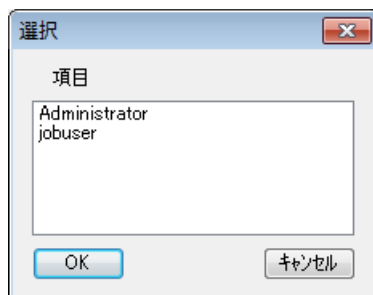 選択
項目
Administrator
jobuser
OK
ｷｬﾝｾﾙ